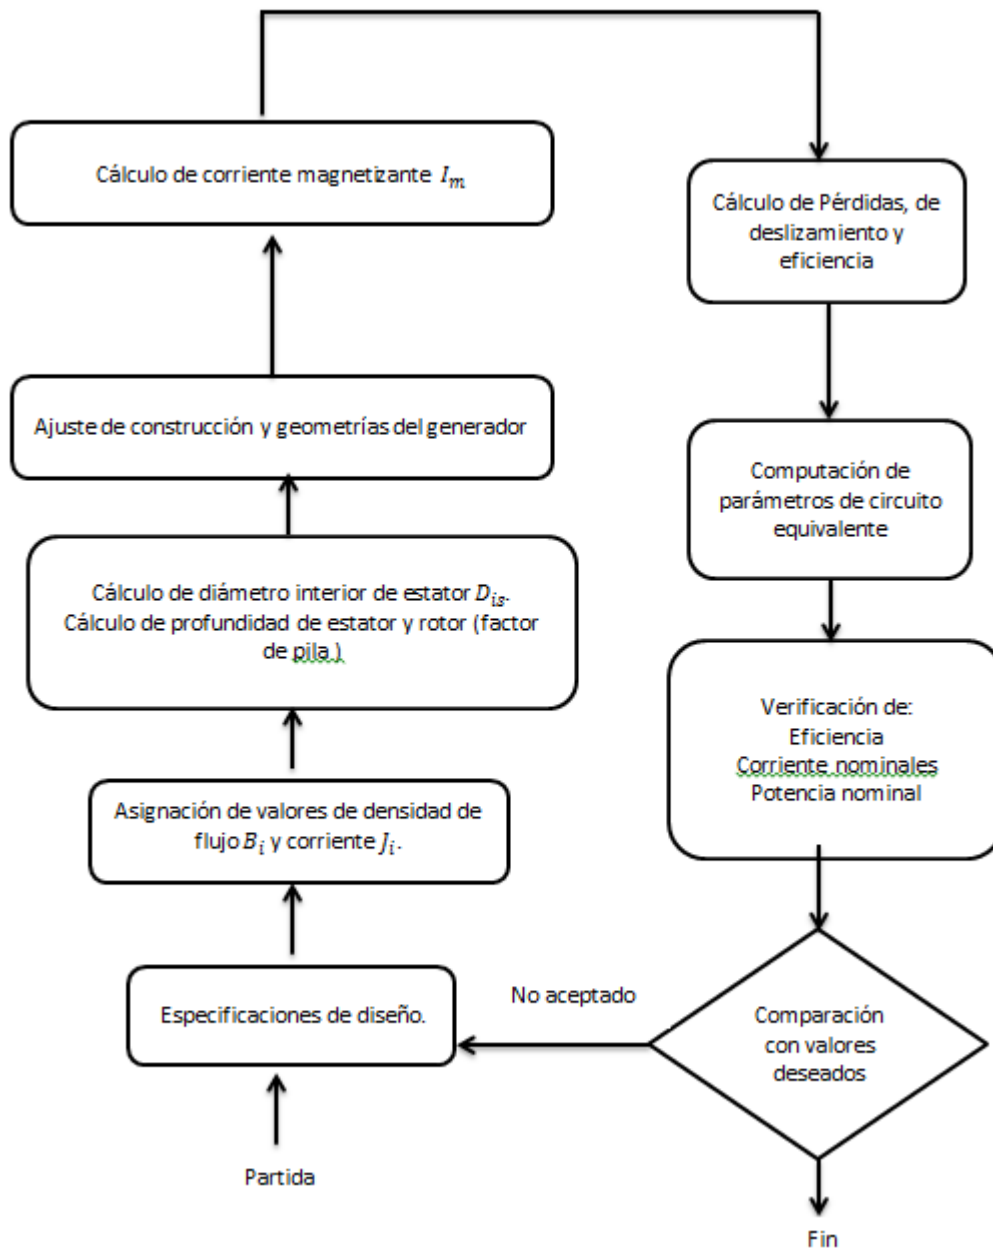 Cálculo de corriente magnetizante I_m
Cálculo de Pérdidas, de
deslizamiento y
eficiencia
Ajuste de construcción y geometrías del generador
Computación de
parámetros de circuito
equivalente
Cálculo de diámetro interior de estator D_is.
Cálculo de profundidad de estator y rotor (factor
de pila )
Verificación de:
Eficiencia
Corriente nominales
Potencia nominal
Asignación de valores de densidad de
flujo B_i y corriente J_i.
Especificaciones de diseño.
No aceptado
Comparación
con valores
deseados
Partida
Fin